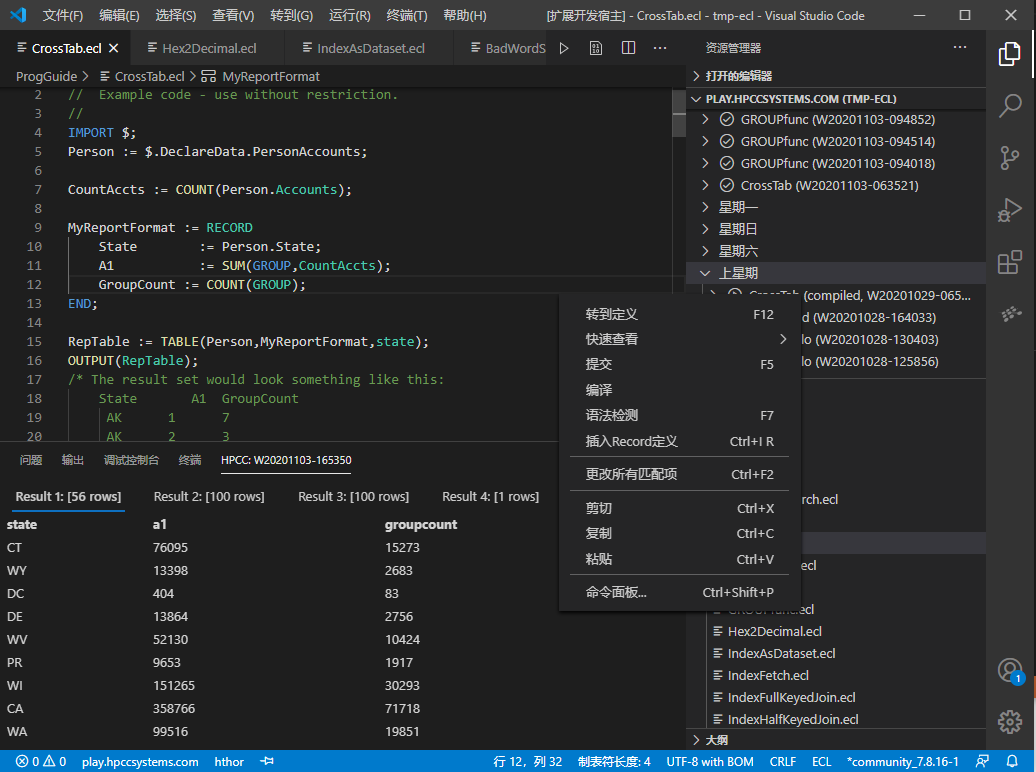 文件(F) 编辑(E) 选择(S) 查看(V) 转到(G) 运行(R) 终端(T) 帮助(H) [扩展开发宿主] - CrossTab.ecl - tmp-ecl - Visual Studio Code
CrossTab.ecl Hex2Decimal.ecl IndexAsDataset.ecl BadWordS
ProgGuide > CrossTab.ecl > MyReportFormat
2 //  Example code - use without restriction.
3 //
4 IMPORT $;
5 Person := $.DeclareData.PersonAccounts;
6
7 CountAccts := COUNT(Person.Accounts);
8
9 MyReportFormat := RECORD
10 State        := Person.State;
11 A1           := SUM(GROUP,CountAccts);
12 GroupCount := COUNT(GROUP);
13 END;
14
15 RepTable := TABLE(Person,MyReportFormat,state);
16 OUTPUT(RepTable);
17 /* The result set would look something like this:
18 State       A1  GroupCount
19 AK      1      7
20 AK      2      3
问题 输出 调试控制台 终端 HPCC: W20201103-165350
Result 1: [56 rows] Result 2: [100 rows] Result 3: [100 rows] Result 4: [1 rows]
state a1 groupcount
CT 76095 15273
WY 13398 2683
DC 404 83
DE 13864 2756
WV 52130 10424
PR 9653 1917
WI 151265 30293
CA 358766 71718
WA 99516 19851
转到定义 F12
快速查看
提交 F5
编译
语法检测 F7
插入Record定义 Ctrl+I R
更改所有匹配项 Ctrl+F2
剪切 Ctrl+X
复制 Ctrl+C
粘贴 Ctrl+V
命令面板... Ctrl+Shift+P
资源管理器
打开的编辑器
PLAY.HPCCSYSTEMS.COM (TMP-ECL)
GROUPfunc (W20201103-094852)
GROUPfunc (W20201103-094514)
GROUPfunc (W20201103-094018)
CrossTab (W20201103-063521)
星期一
星期日
星期六
上星期
CrossTab (compiled, W20201029-065...
d (W20201028-164033)
lo (W20201028-130403)
lo (W20201028-125856)
rch.ecl
ecl
GROUPfunc.ecl
Hex2Decimal.ecl
IndexAsDataset.ecl
IndexFetch.ecl
IndexFullKeyedJoin.ecl
IndexHalfKeyedJoin.ecl
大纲
1
0 0 play.hpccsystems.com hthor 行 12，列 32 制表符长度: 4 UTF-8 with BOM CRLF ECL *community_7.8.16-1